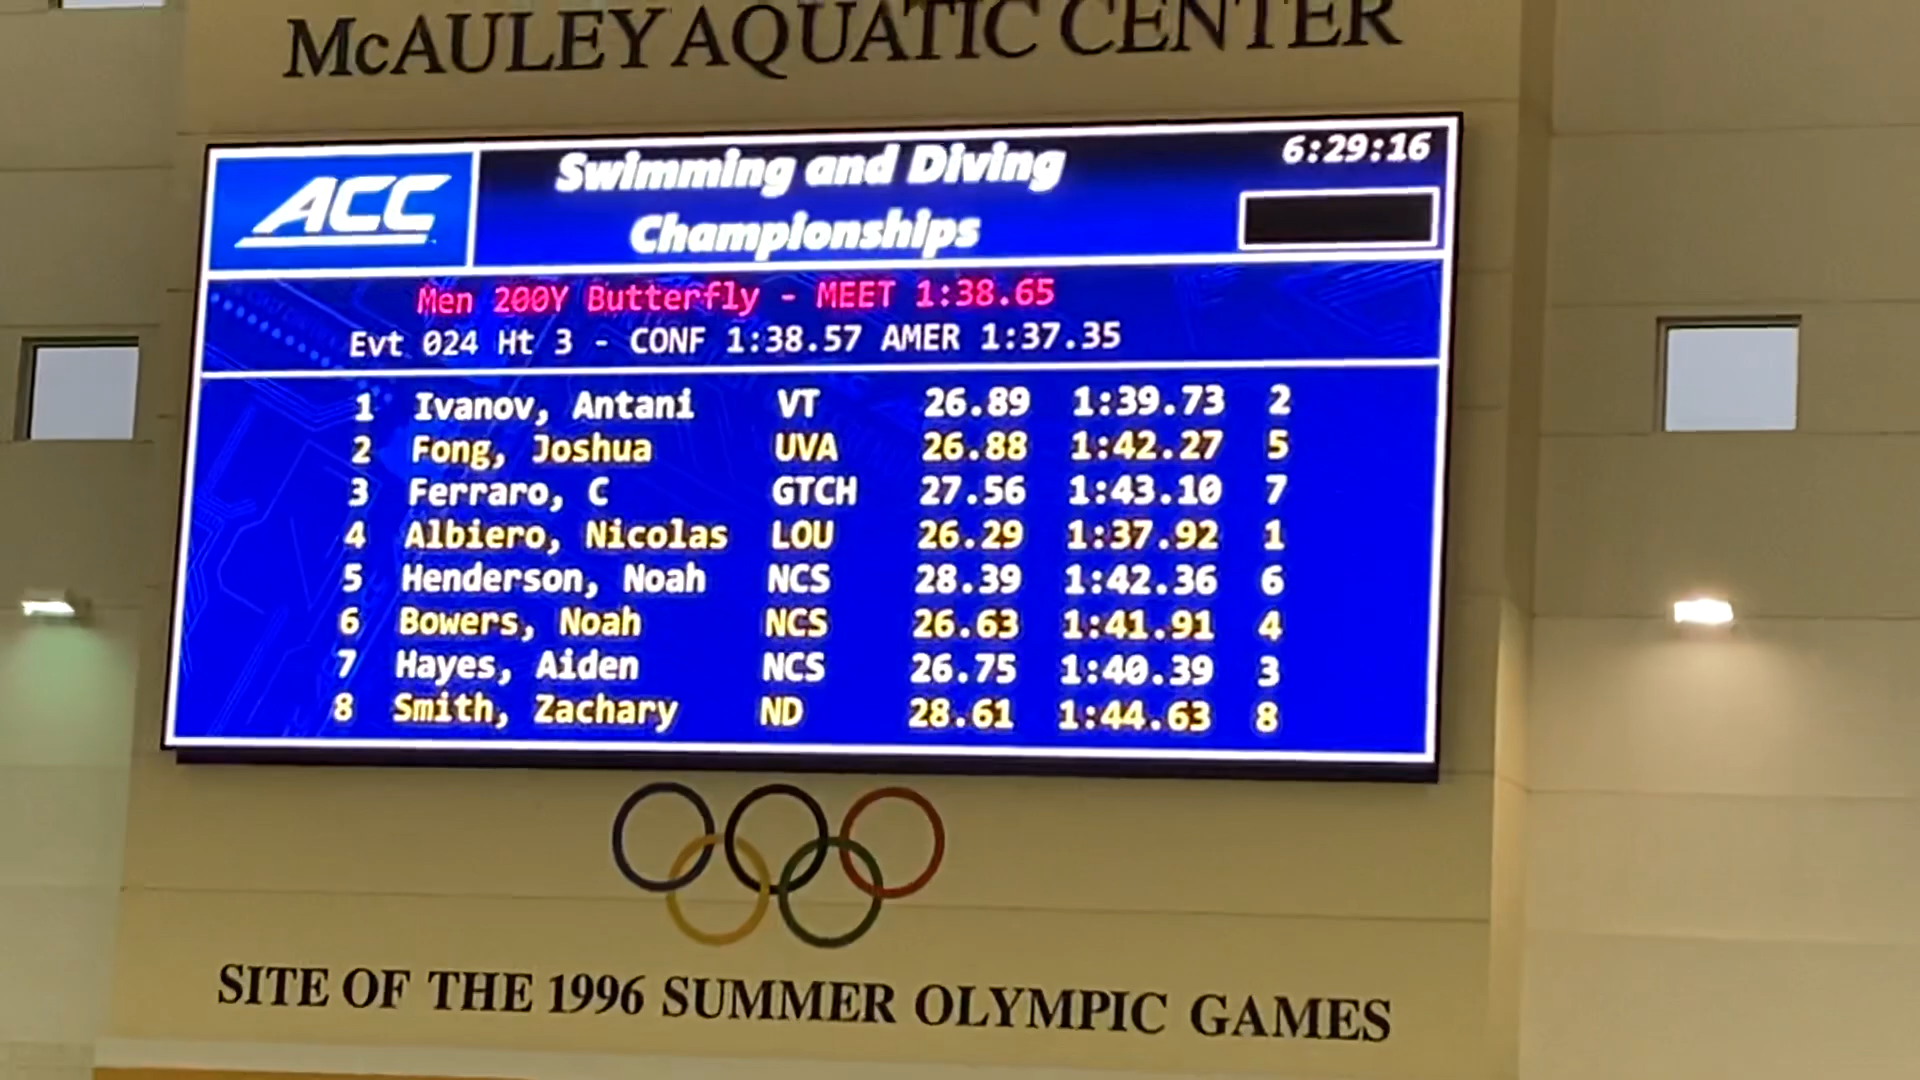 McAULEY AQUATIC CENTER
ACC
Swimming and Diving
Championships
6:29:16
Men 200Y Butterfly - MEET 1:38.65
Evt 024 Ht 3 - CONF 1:38.57 AMER 1:37.35
1 Ivanov, Antani VT 26.89 1:39.73 2
2 Fong, Joshua UVA 26.88 1:42.27 5
3 Ferraro, C GTCH 27.56 1:43.10 7
4 Albiero, Nicolas LOU 26.29 1:37.92 1
5 Henderson, Noah NCS 28.39 1:42.36 6
6 Bowers, Noah NCS 26.63 1:41.91 4
7 Hayes, Aiden NCS 26.75 1:40.39 3
8 Smith, Zachary ND 28.61 1:44.63 8
SITE OF THE 1996 SUMMER OLYMPIC GAMES